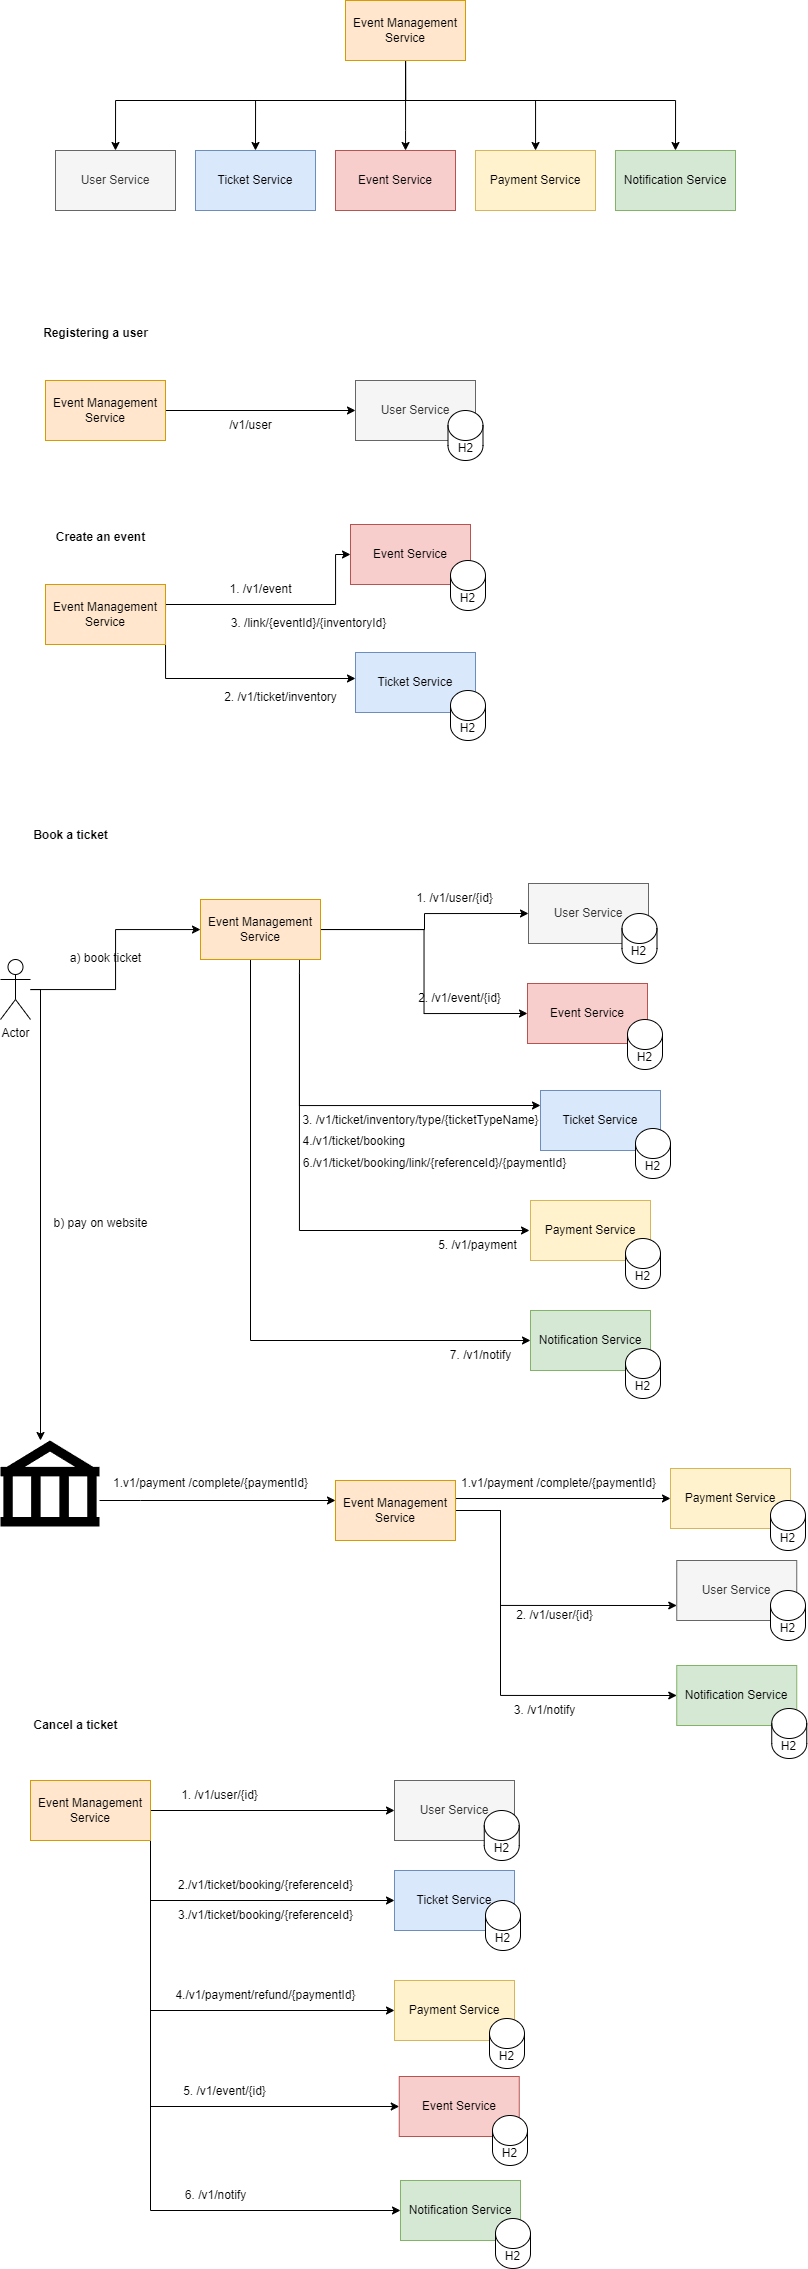 Event Management
Service
User Service
Ticket Service
Event Service
Payment Service
Notification Service
Registering a user
Event Management
Service
/v1/user
User Service
H2
Create an event
Event Service
H2
1. /v1/event
Event Management
Service
3. /link/{eventId}/{inventoryId}
Ticket Service
H2
2. /v1/ticket/inventory
Book a ticket
1. /v1/user/{id}
User Service
H2
Event Management
Service
a) book ticket
Actor
2. /v1/event/{id}
Event Service
H2
3. /v1/ticket/inventory/type/{ticketTypeName}
4./v1/ticket/booking
6./v1/ticket/booking/link/{referenceId}/{paymentId}
Ticket Service
H2
b) pay on website
Payment Service
H2
5. /v1/payment
Notification Service
H2
7. /v1/notify
1.v1/payment /complete/{paymentId}
Event Management
Service
1.v1/payment /complete/{paymentId}
Payment Service
H2
User Service
H2
2. /v1/user/{id}
Notification Service
H2
3. /v1/notify
Cancel a ticket
Event Management
Service
1. /v1/user/{id}
User Service
H2
2./v1/ticket/booking/{referenceId}
3./v1/ticket/booking/{referenceId}
Ticket Service
H2
4./v1/payment/refund/{paymentId}
Payment Service
H2
5. /v1/event/{id}
Event Service
H2
6. /v1/notify
Notification Service
H2